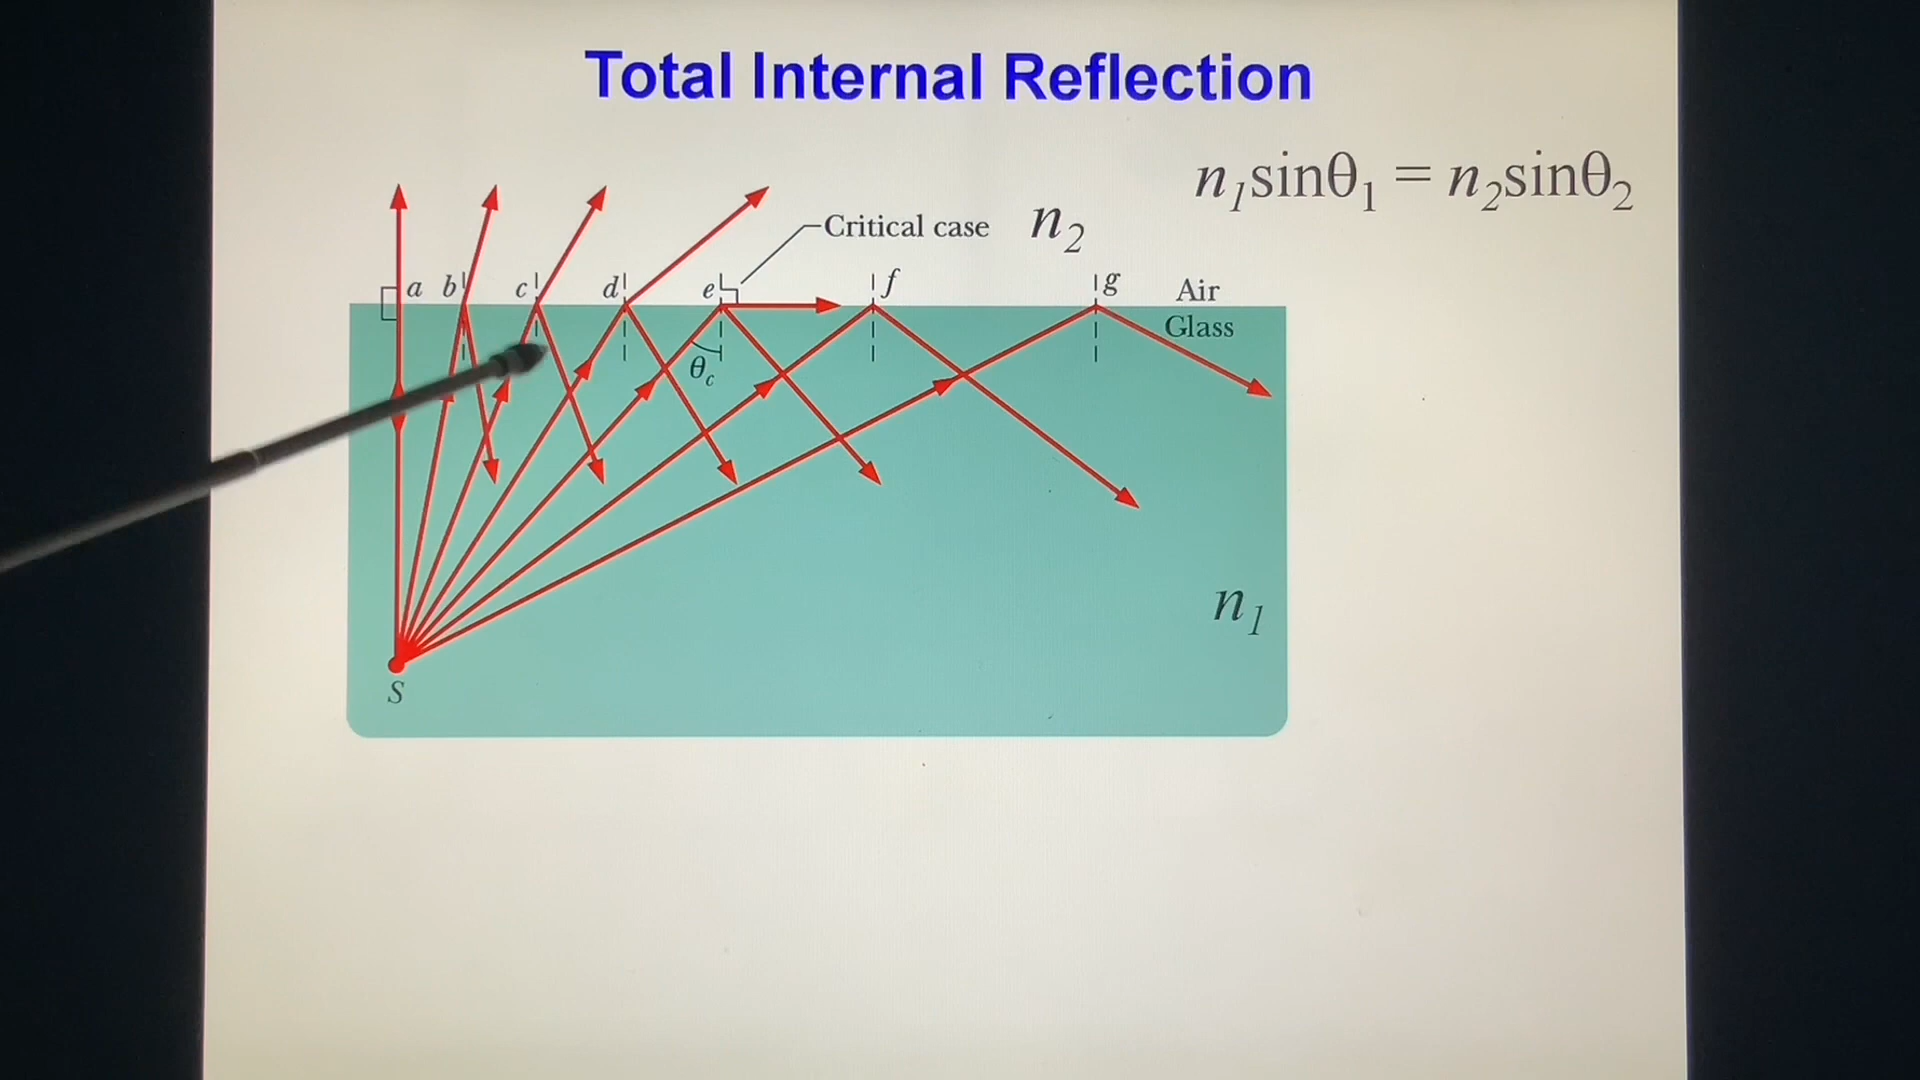 Total Internal Reflection
n₁sinθ₁ = n₂sinθ₂
Critical case
n₂
a b c d e f g
Air
Glass
θc
n₁
S